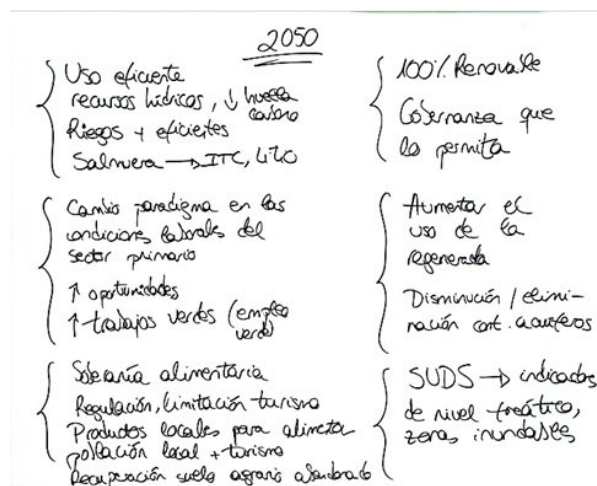 2050
Uso eficiente
recursos hídricos, ↓ huella
carbono
Riegos + eficientes
Salmuera → ITC,
Cambio paradigma en las
condiciones laborales del
sector primario
↑ oportunidades
↑ trabajos verdes (empleo
verde)
Soberanía alimentaria
Regulación, limitación turismo
Productos locales para alimentar
población local + turismo
Recuperación suelo agrario abandonado
100% Renovable
Gobernanza que
lo permita
Aumentar el
uso de la
regenerada
Disminución / elimi-
nación cont. acuíferos
SUDS → indicados
de nivel freático,
zonas inundables